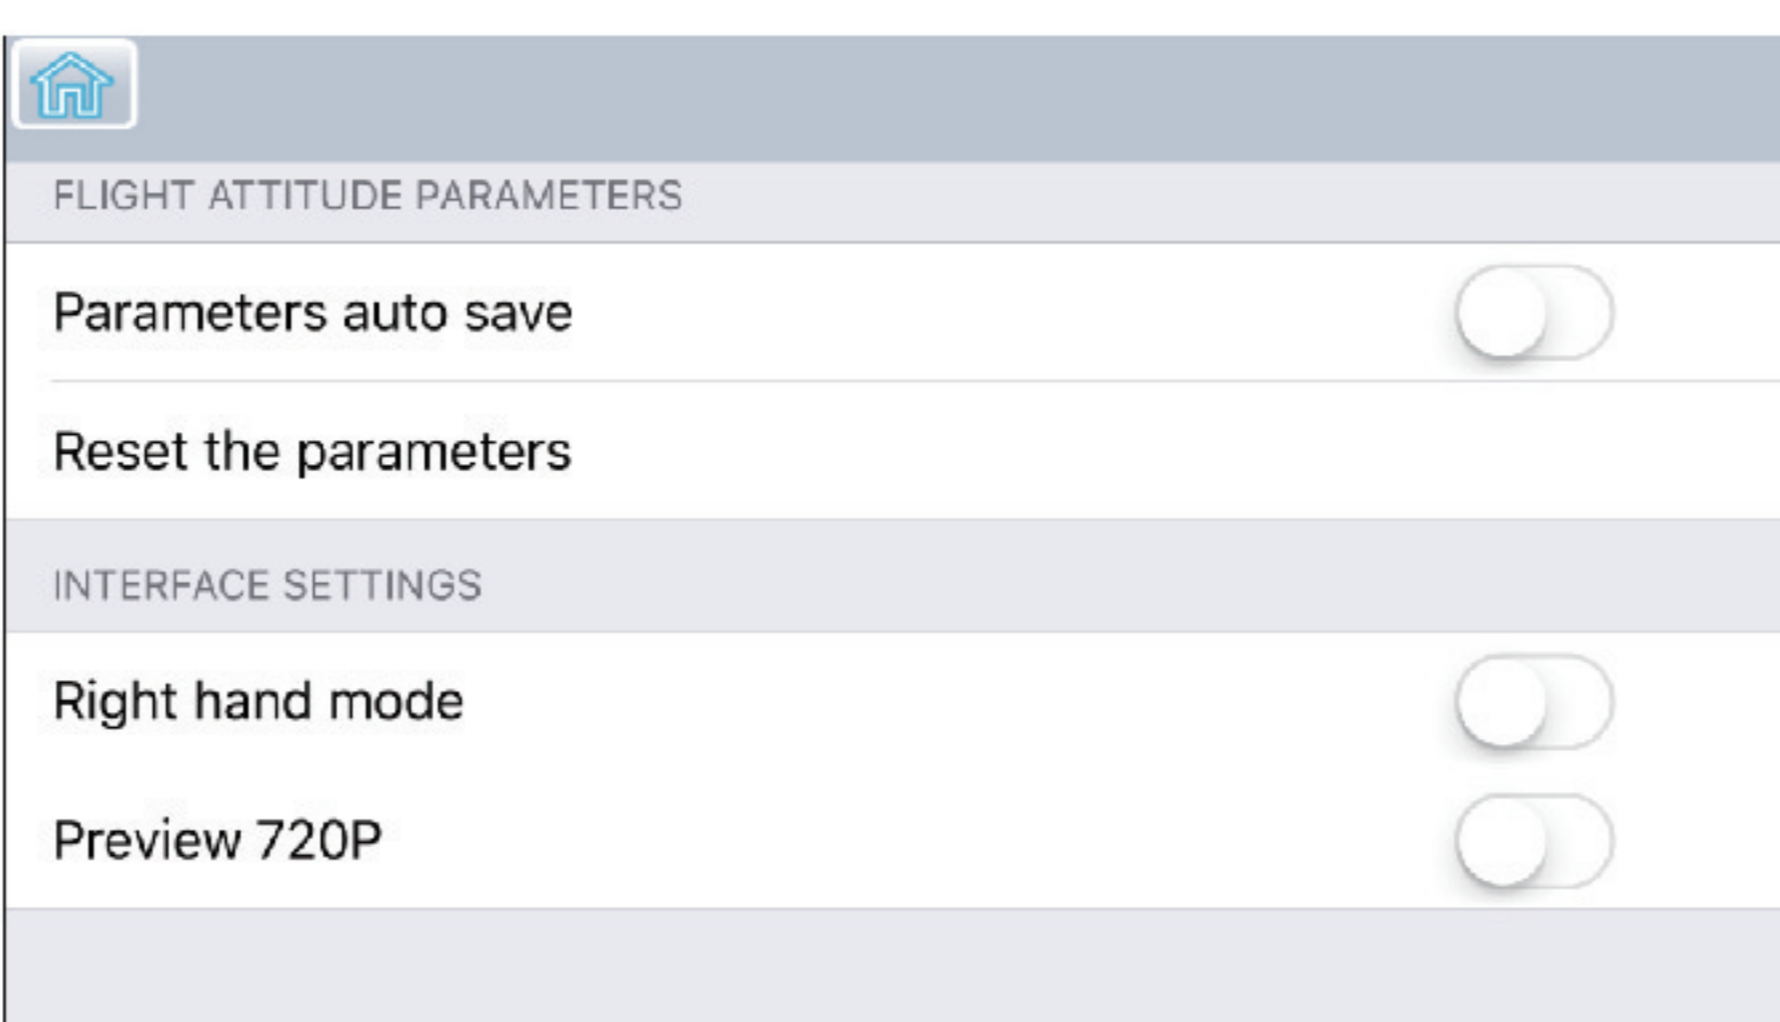 FLIGHT ATTITUDE PARAMETERS
Parameters auto save
Reset the parameters
INTERFACE SETTINGS
Right hand mode
Preview 720P